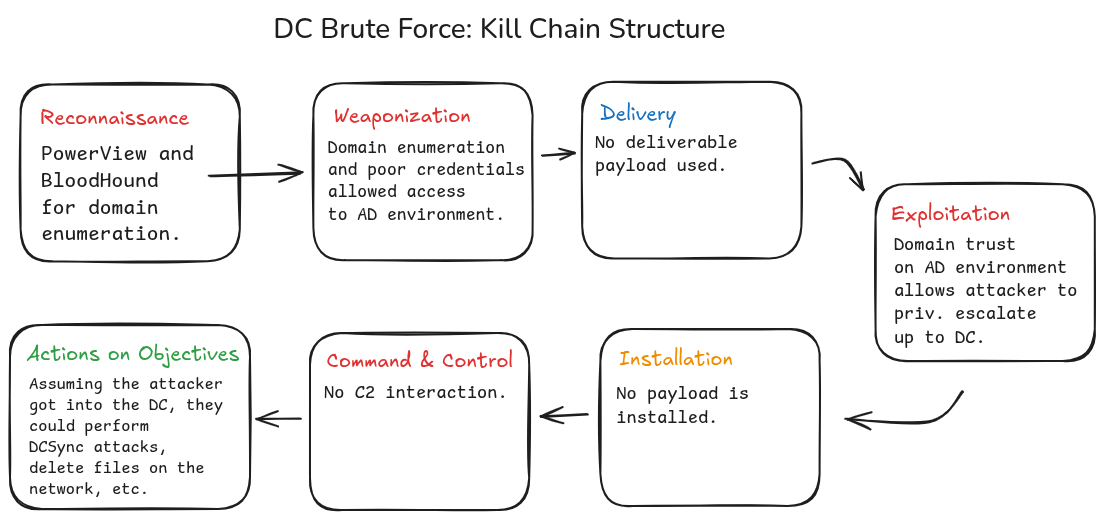 DC Brute Force: Kill Chain Structure
Reconnaissance
PowerView and
BloodHound
for domain
enumeration.
Weaponization
Domain enumeration
and poor credentials
allowed access
to AD environment.
Delivery
No deliverable
payload used.
Exploitation
Domain trust
on AD environment
allows attacker to
priv. escalate
up to DC.
Installation
No payload is
installed.
Command & Control
No C2 interaction.
Actions on Objectives
Assuming the attacker
got into the DC, they
could perform
DCSync attacks,
delete files on the
network, etc.